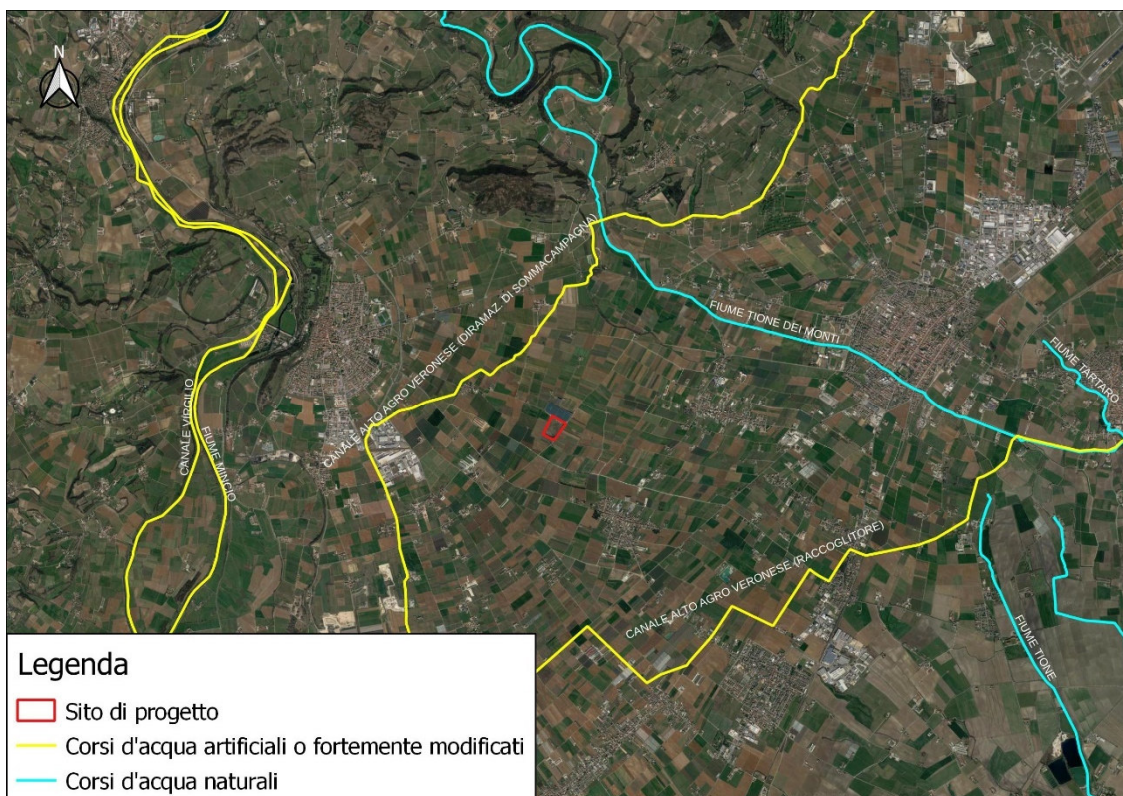 N
CANALE ALTO AGRO VERONESE (DIRAMAZ. DI SOMMACAMPAGNA)
FIUME TIONE DEI MONTI
FIUME TARTARO
CANALE VIRGILIO
FIUME MINCIO
CANALE ALTO AGRO VERONESE (RACCOGLITORE)
FIUME TIONE
Legenda
Sito di progetto
Corsi d'acqua artificiali o fortemente modificati
Corsi d'acqua naturali